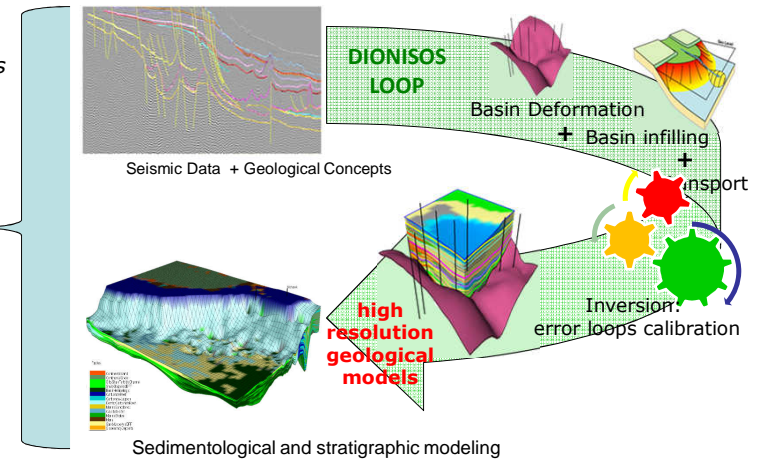 s
DIONISOS
LOOP
Basin Deformation
+ Basin infilling
+
nsport
Seismic Data + Geological Concepts
Inversion:
error loops calibration
high
resolution
geological
models
Sedimentological and stratigraphic modeling